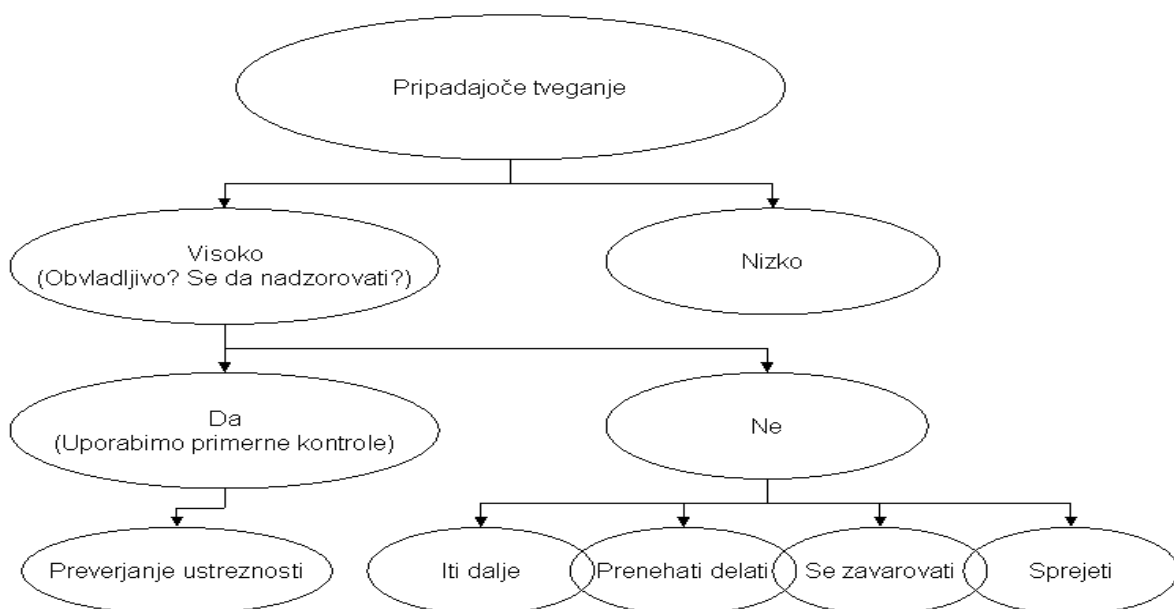 Pripadajoče tveganje
Visoko
(Obvladljivo? Se da nadzorovati?)
Nizko
Da
(Uporabimo primerne kontrole)
Ne
Preverjanje ustreznosti
Iti dalje
Prenehati delati
Se zavarovati
Sprejeti